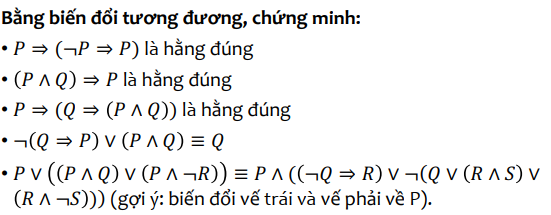 Bằng biến đổi tương đương, chứng minh:
• P ⇒ (¬P ⇒ P) là hằng đúng
• (P ∧ Q) ⇒ P là hằng đúng
• P ⇒ (Q ⇒ (P ∧ Q)) là hằng đúng
• ¬(Q ⇒ P) ∨ (P ∧ Q) ≡ Q
• P ∨ ((P ∧ Q) ∨ (P ∧ ¬R)) ≡ P ∧ ((¬Q ⇒ R) ∨ ¬(Q ∨ (R ∧ S) ∨
(R ∧ ¬S))) (gợi ý: biến đổi vế trái và vế phải về P).